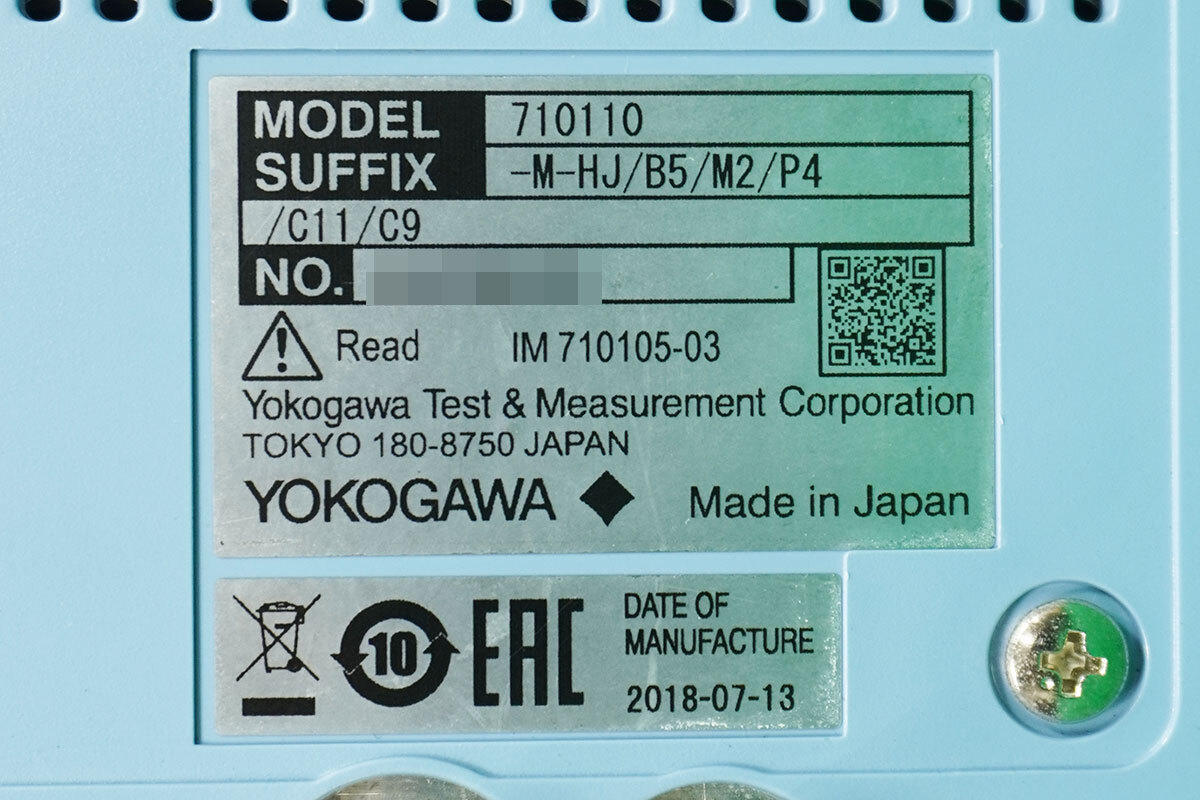 MODEL 710110
SUFFIX -M-HJ/B5/M2/P4
/C11/C9
NO.
Read IM 710105-03
Yokogawa Test & Measurement Corporation
TOKYO 180-8750 JAPAN
YOKOGAWA Made in Japan
10 EAC
DATE OF
MANUFACTURE
2018-07-13